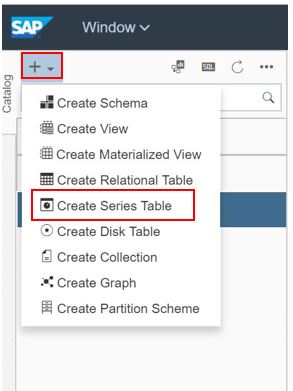 SAP
Window
SQL
Catalog
Create Schema
Create View
Create Materialized View
Create Relational Table
Create Series Table
Create Disk Table
Create Collection
Create Graph
Create Partition Scheme